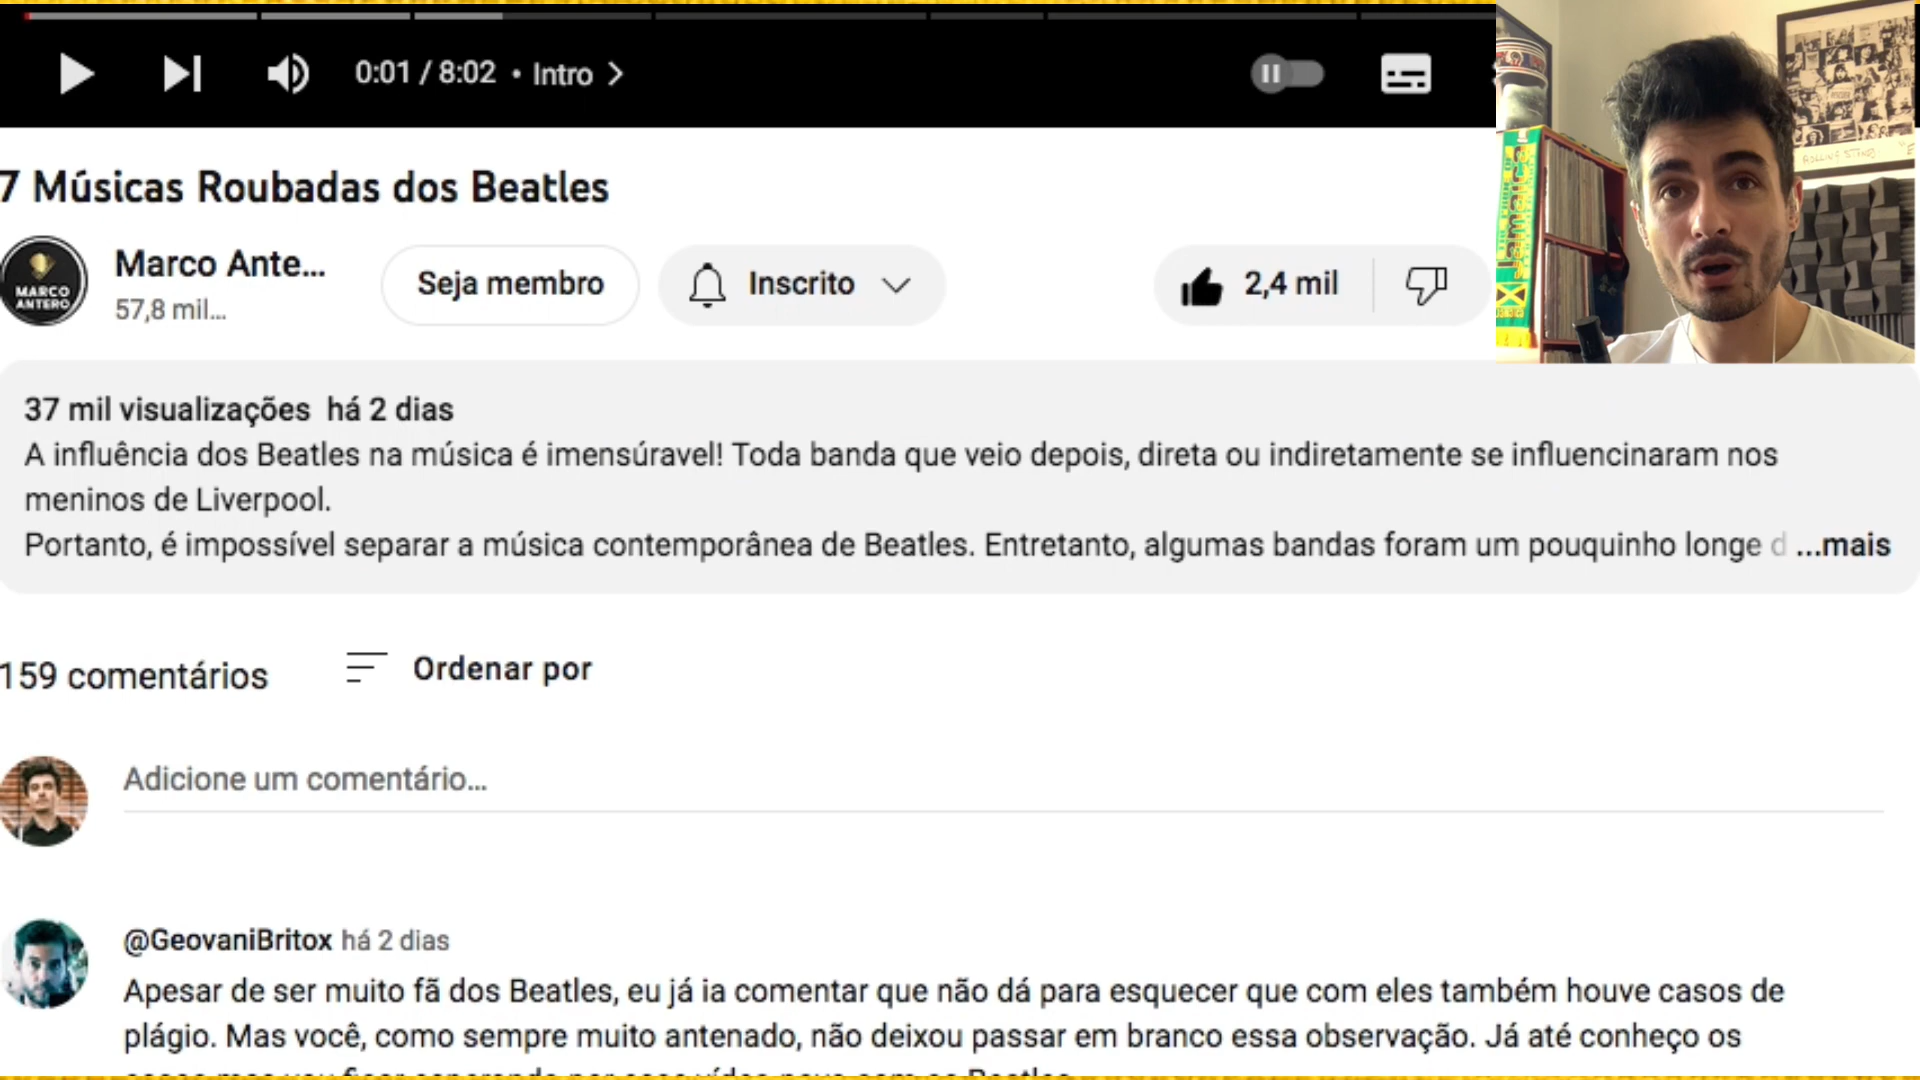 0:01 / 8:02 • Intro
7 Músicas Roubadas dos Beatles
MARCO
ANTERO
Marco Ante...
57,8 mil...
Seja membro
Inscrito
2,4 mil
ROLLING STONES
Jamaica
37 mil visualizações há 2 dias
A influência dos Beatles na música é imensúravel! Toda banda que veio depois, direta ou indiretamente se influencinaram nos
meninos de Liverpool.
Portanto, é impossível separar a música contemporânea de Beatles. Entretanto, algumas bandas foram um pouquinho longe d ...mais
159 comentários
Ordenar por
Adicione um comentário...
@GeovaniBritox há 2 dias
Apesar de ser muito fã dos Beatles, eu já ia comentar que não dá para esquecer que com eles também houve casos de
plágio. Mas você, como sempre muito antenado, não deixou passar em branco essa observação. Já até conheço os